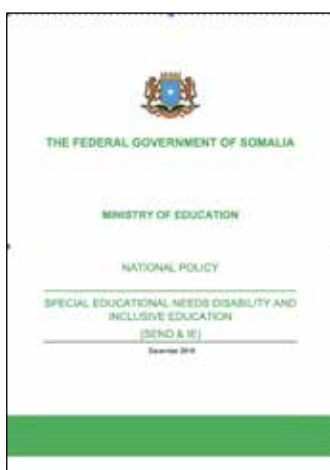 THE FEDERAL GOVERNMENT OF SOMALIA
MINISTRY OF EDUCATION
NATIONAL POLICY
SPECIAL EDUCATIONAL NEEDS DISABILITY AND
INCLUSIVE EDUCATION
(SEND & IE)
December